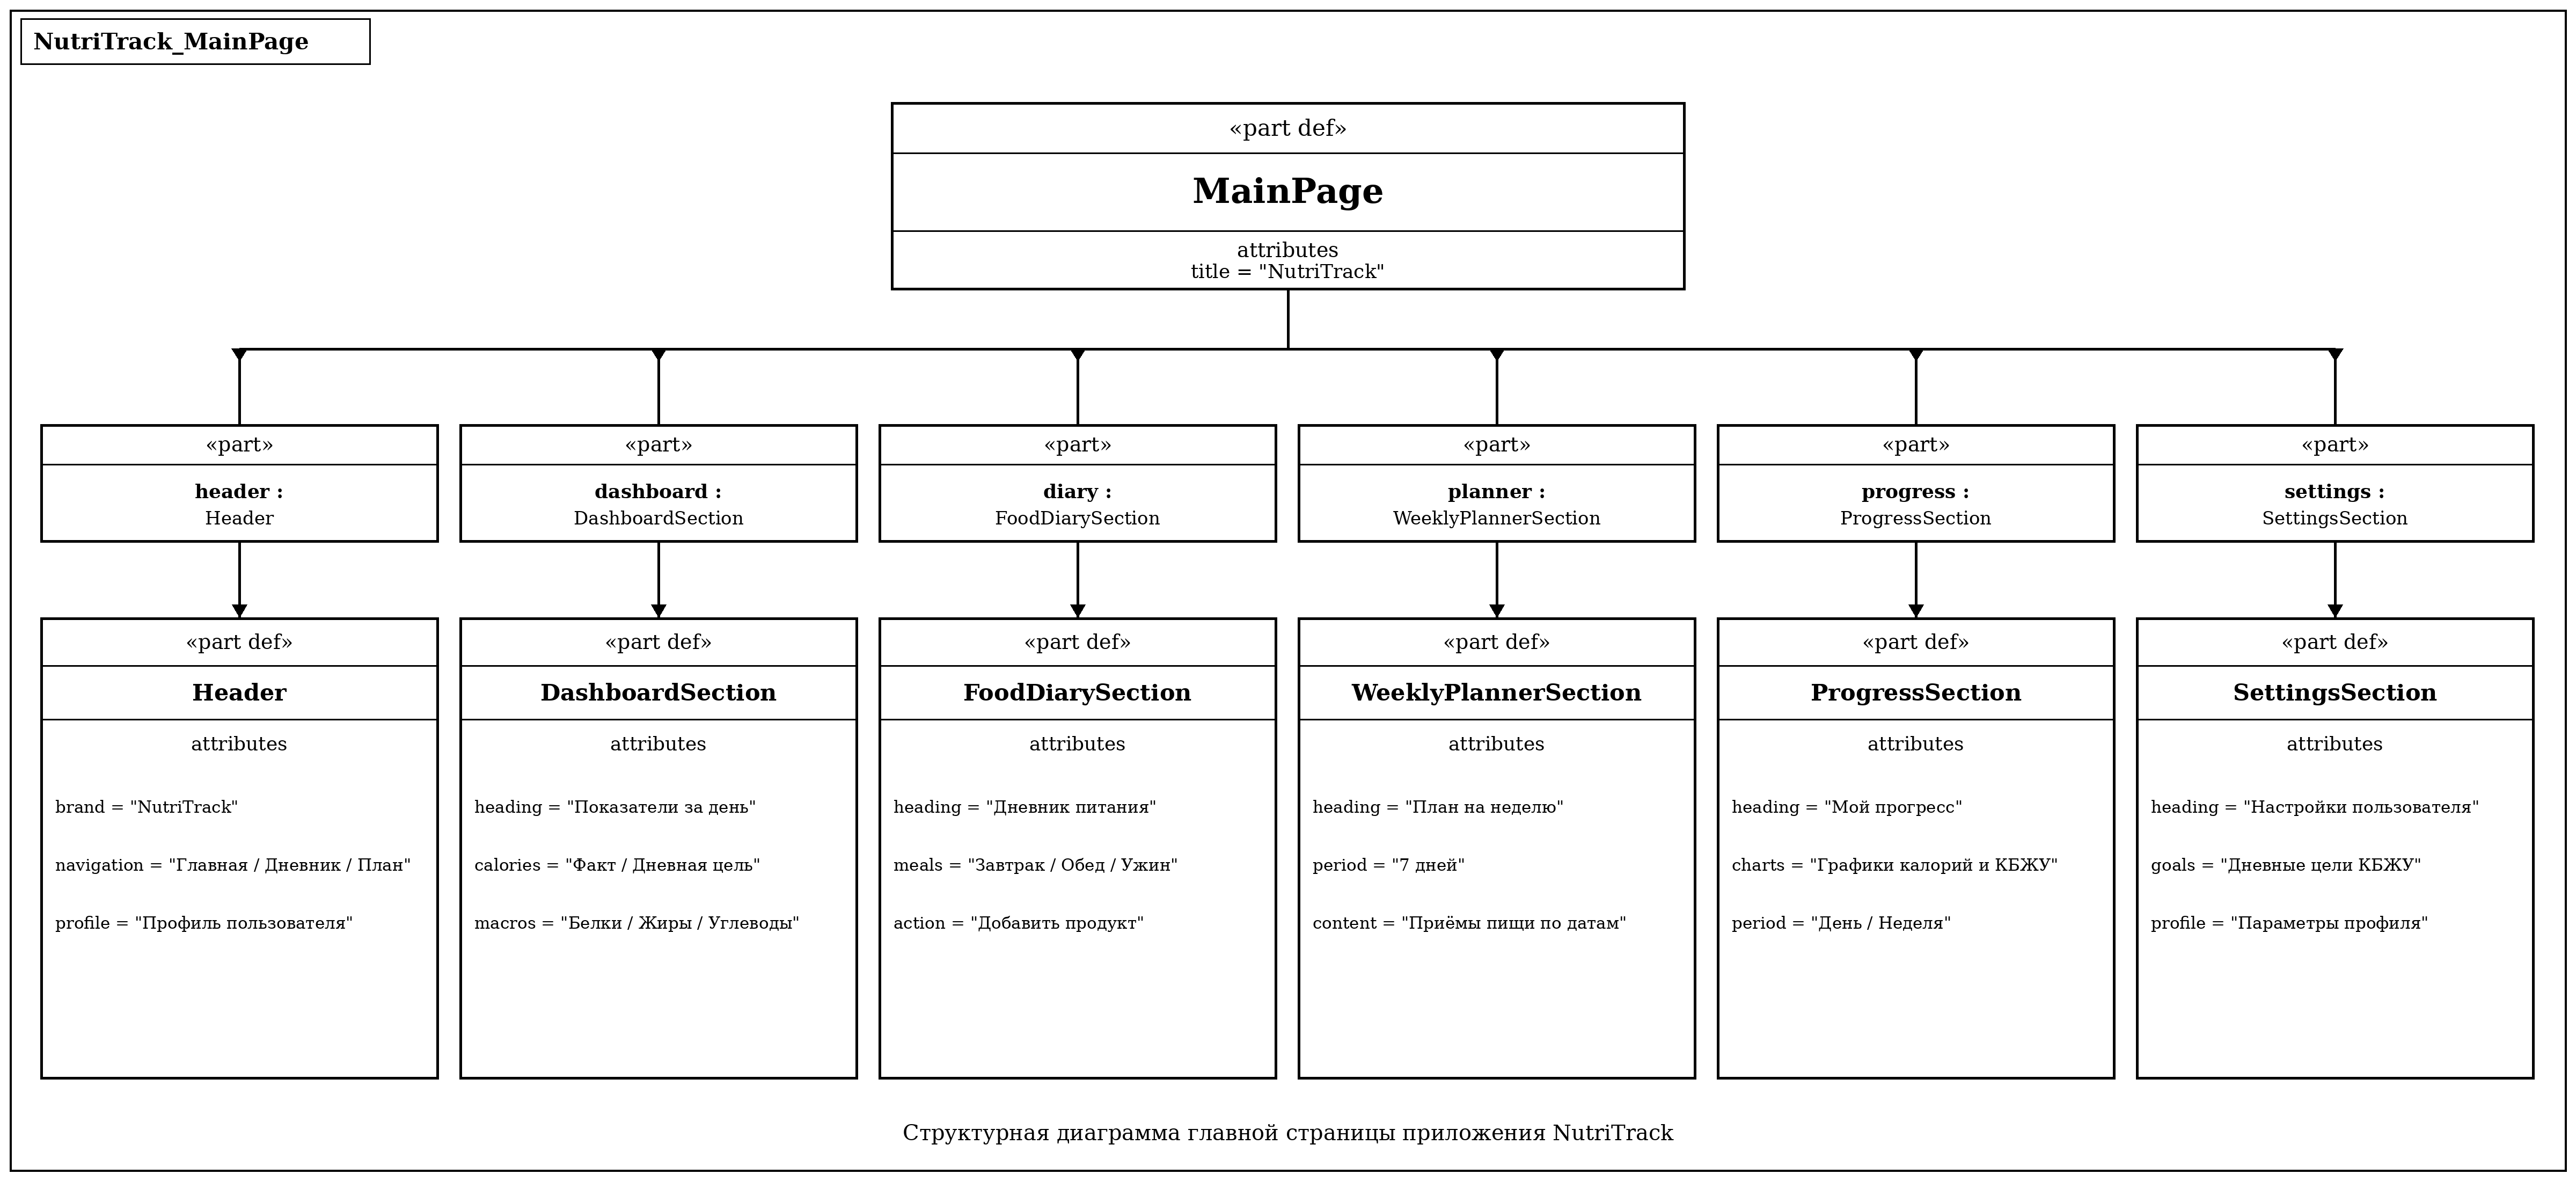 NutriTrack_MainPage
«part def»
MainPage
attributes
title = "NutriTrack"
«part»
header :
Header
«part»
dashboard :
DashboardSection
«part»
diary :
FoodDiarySection
«part»
planner :
WeeklyPlannerSection
«part»
progress :
ProgressSection
«part»
settings :
SettingsSection
«part def»
Header
attributes
brand = "NutriTrack"
navigation = "Главная / Дневник / План"
profile = "Профиль пользователя"
«part def»
DashboardSection
attributes
heading = "Показатели за день"
calories = "Факт / Дневная цель"
macros = "Белки / Жиры / Углеводы"
«part def»
FoodDiarySection
attributes
heading = "Дневник питания"
meals = "Завтрак / Обед / Ужин"
action = "Добавить продукт"
«part def»
WeeklyPlannerSection
attributes
heading = "План на неделю"
period = "7 дней"
content = "Приёмы пищи по датам"
«part def»
ProgressSection
attributes
heading = "Мой прогресс"
charts = "Графики калорий и КБЖУ"
period = "День / Неделя"
«part def»
SettingsSection
attributes
heading = "Настройки пользователя"
goals = "Дневные цели КБЖУ"
profile = "Параметры профиля"
Структурная диаграмма главной страницы приложения NutriTrack